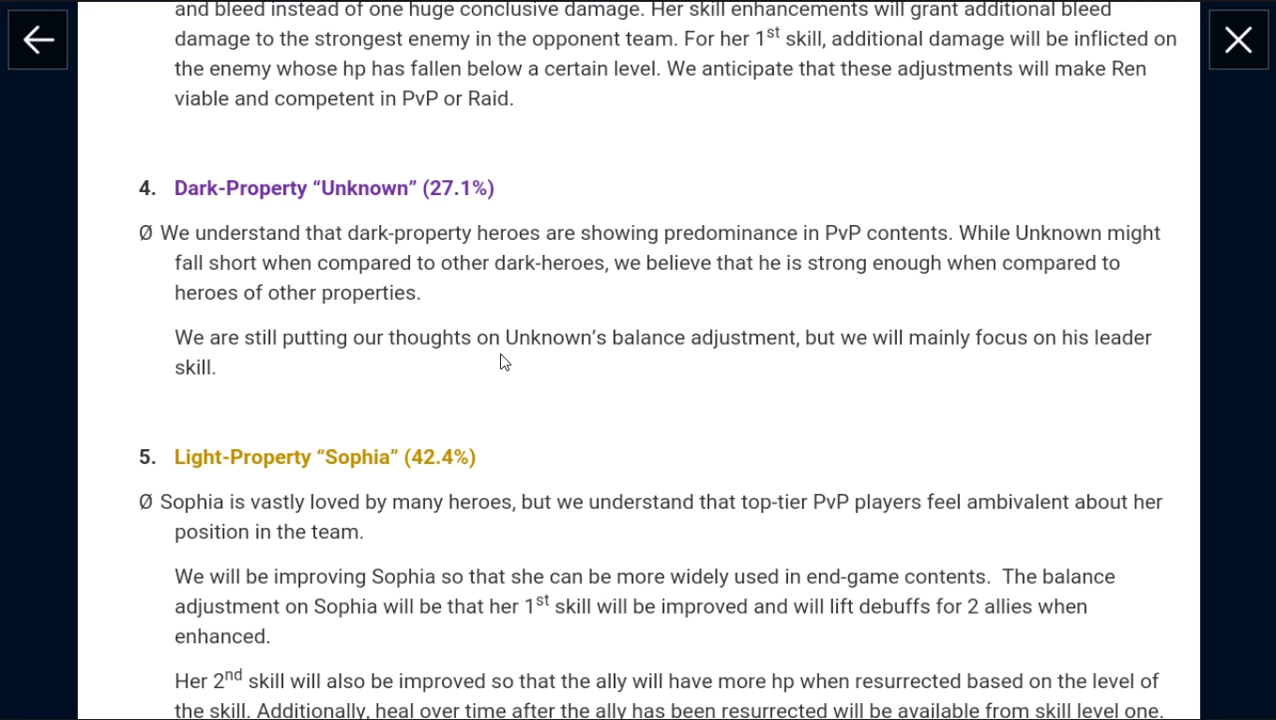 and bleed instead of one huge conclusive damage. Her skill enhancements will grant additional bleed
damage to the strongest enemy in the opponent team. For her 1st skill, additional damage will be inflicted on
the enemy whose hp has fallen below a certain level. We anticipate that these adjustments will make Ren
viable and competent in PvP or Raid.
4. Dark-Property “Unknown” (27.1%)
Ø We understand that dark-property heroes are showing predominance in PvP contents. While Unknown might
fall short when compared to other dark-heroes, we believe that he is strong enough when compared to
heroes of other properties.
We are still putting our thoughts on Unknown’s balance adjustment, but we will mainly focus on his leader
skill.
5. Light-Property “Sophia” (42.4%)
Ø Sophia is vastly loved by many heroes, but we understand that top-tier PvP players feel ambivalent about her
position in the team.
We will be improving Sophia so that she can be more widely used in end-game contents.  The balance
adjustment on Sophia will be that her 1st skill will be improved and will lift debuffs for 2 allies when
enhanced.
Her 2nd skill will also be improved so that the ally will have more hp when resurrected based on the level of
the skill. Additionally, heal over time after the ally has been resurrected will be available from skill level one.